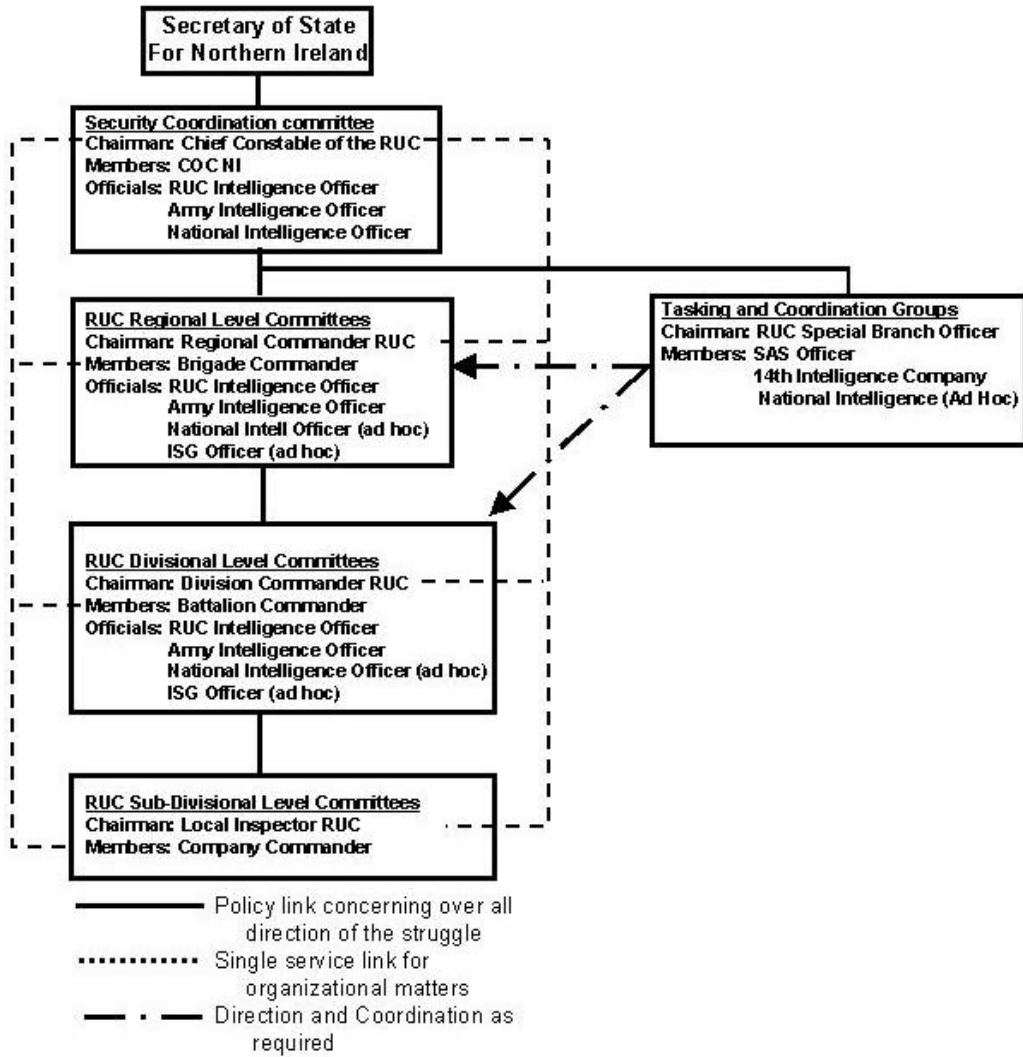 Secretary of State
For Northern Ireland
Security Coordination committee
Chairman: Chief Constable of the RUC
Members: COC NI
Officials: RUC Intelligence Officer
Army Intelligence Officer
National Intelligence Officer
RUC Regional Level Committees
Chairman: Regional Commander RUC
Members: Brigade Commander
Officials: RUC Intelligence Officer
Army Intelligence Officer
National Intell Officer (ad hoc)
ISG Officer (ad hoc)
Tasking and Coordination Groups
Chairman: RUC Special Branch Officer
Members: SAS Officer
14th Intelligence Company
National Intelligence (Ad Hoc)
RUC Divisional Level Committees
Chairman: Division Commander RUC
Members: Battalion Commander
Officials: RUC Intelligence Officer
Army Intelligence Officer
National Intelligence Officer (ad hoc)
ISG Officer (ad hoc)
RUC Sub-Divisional Level Committees
Chairman: Local Inspector RUC
Members: Company Commander
Policy link concerning over all
direction of the struggle
Single service link for
organizational matters
Direction and Coordination as
required